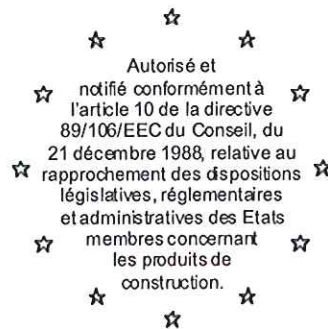 Autorisé et
notifié conformément à
l'article 10 de la directive
89/106/EEC du Conseil, du
21 décembre 1988, relative au
rapprochement des dispositions
législatives, réglementaires
et administratives des Etats
membres concernant
les produits de
construction.